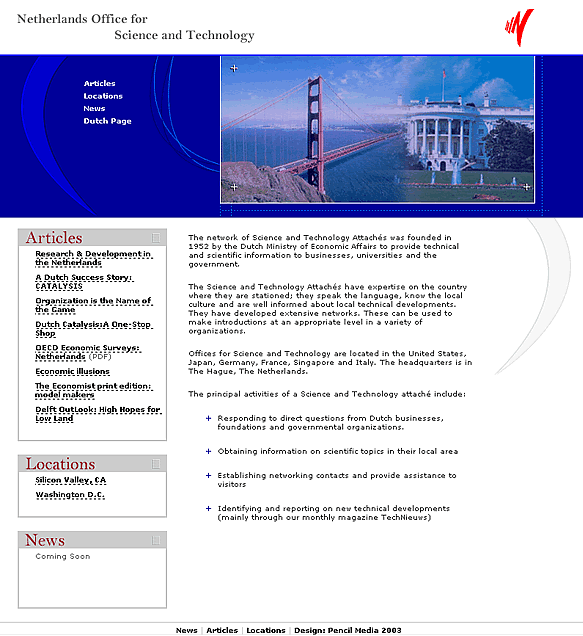 Netherlands Office for
Science and Technology
Articles
Locations
News
Dutch Page
Articles
Research & Development in
the Netherlands
A Dutch Success Story:
CATALYSIS
Organization is the Name of
the Game
Dutch Catalysis:A One-Stop
Shop
OECD Economic Surveys:
Netherlands (PDF)
Economic illusions
The Economist print edition:
model makers
Delft OutLook: High Hopes for
Low Land
Locations
Silicon Valley, CA
Washington D.C.
News
Coming Soon
The network of Science and Technology Attachés was founded in
1952 by the Dutch Ministry of Economic Affairs to provide technical
and scientific information to businesses, universities and the
government.
The Science and Technology Attachés have expertise on the country
where they are stationed; they speak the language, know the local
culture and are well informed about local technical developments.
They have developed extensive networks. These can be used to
make introductions at an appropriate level in a variety of
organizations.
Offices for Science and Technology are located in the United States,
Japan, Germany, France, Singapore and Italy. The headquarters is in
The Hague, The Netherlands.
The principal activities of a Science and Technology attaché include:
+ Responding to direct questions from Dutch businesses,
foundations and governmental organizations.
+ Obtaining information on scientific topics in their local area
+ Establishing networking contacts and provide assistance to
visitors
+ Identifying and reporting on new technical developments
(mainly through our monthly magazine TechNieuws)
News | Articles | Locations | Design: Pencil Media 2003